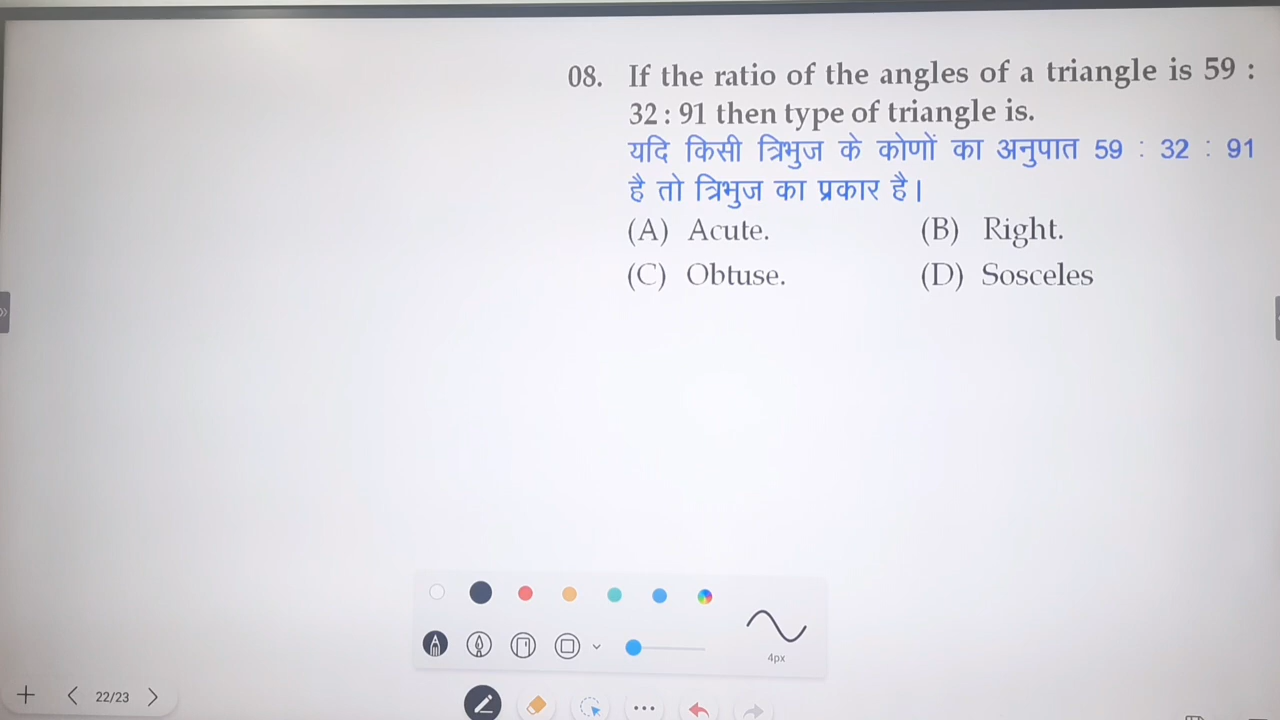 08. If the ratio of the angles of a triangle is 59 :
32 : 91 then type of triangle is.
यदि किसी त्रिभुज के कोणों का अनुपात 59 : 32 : 91
है तो त्रिभुज का प्रकार है।
(A) Acute. (B) Right.
(C) Obtuse. (D) Sosceles
4px
22/23